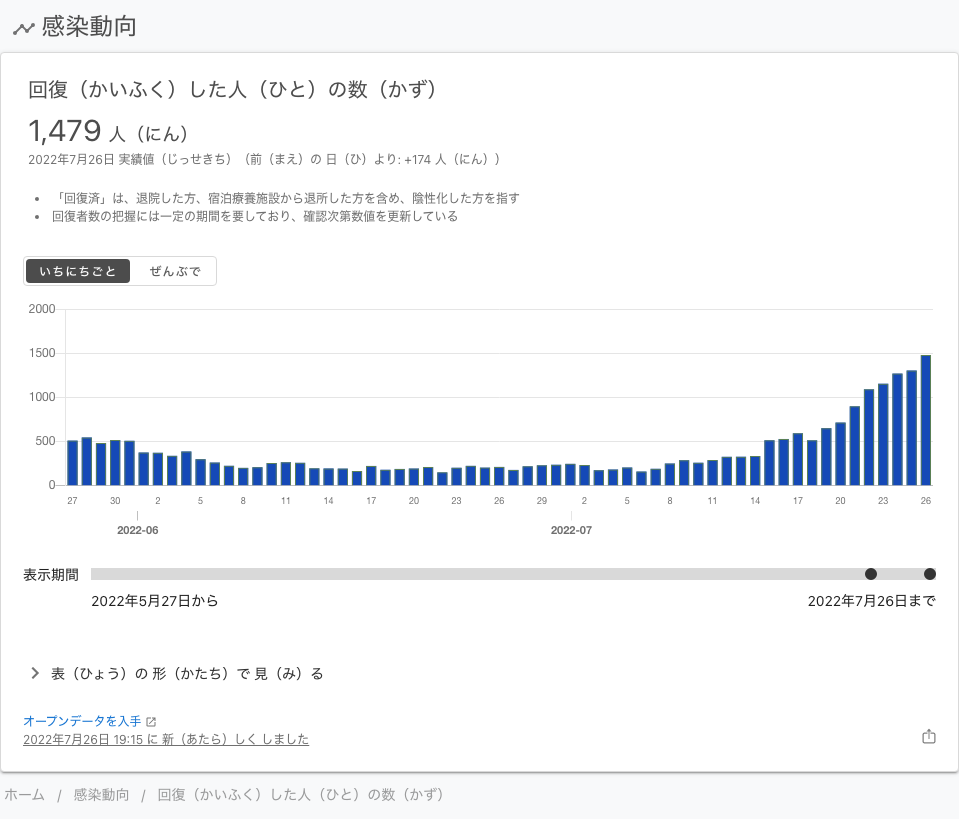 感染動向
回復（かいふく）した人（ひと）の数（かず）
1,479 人（にん）
2022年7月26日 実績値（じっせきち）（前（まえ）の 日（ひ）より: +174 人（にん））
• 「回復済」は、退院した方、宿泊療養施設から退所した方を含め、陰性化した方を指す
• 回復者数の把握には一定の期間を要しており、確認次第数値を更新している
いちにちごと ぜんぶで
2000
1500
1000
500
0
27 30 2 5 8 11 14 17 20 23 26 29 2 5 8 11 14 17 20 23 26
2022-06 2022-07
表示期間
2022年5月27日から 2022年7月26日まで
表（ひょう）の 形（かたち）で 見（み）る
オープンデータを入手
2022年7月26日 19:15 に 新（あたら）しく しました
ホーム / 感染動向 / 回復（かいふく）した人（ひと）の数（かず）